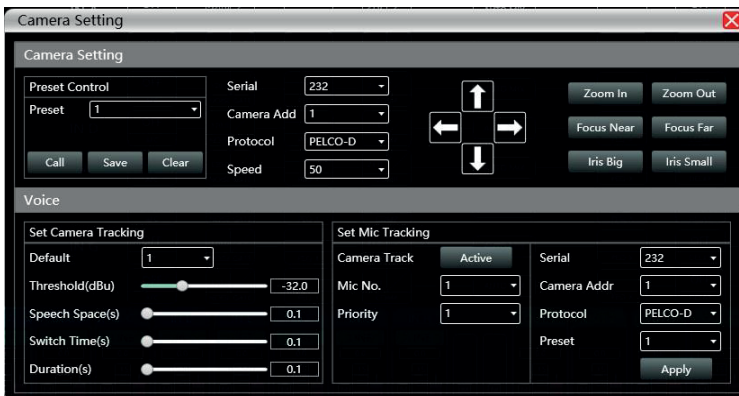 Camera Setting
Camera Setting
Preset Control
Preset 1
Call Save Clear
Serial 232
Camera Add 1
Protocol PELCO-D
Speed 50
Zoom In Zoom Out
Focus Near Focus Far
Iris Big Iris Small
Voice
Set Camera Tracking
Default 1
Threshold(dBu) -32.0
Speech Space(s) 0.1
Switch Time(s) 0.1
Duration(s) 0.1
Set Mic Tracking
Camera Track Active
Mic No. 1
Priority 1
Serial 232
Camera Addr 1
Protocol PELCO-D
Preset 1
Apply